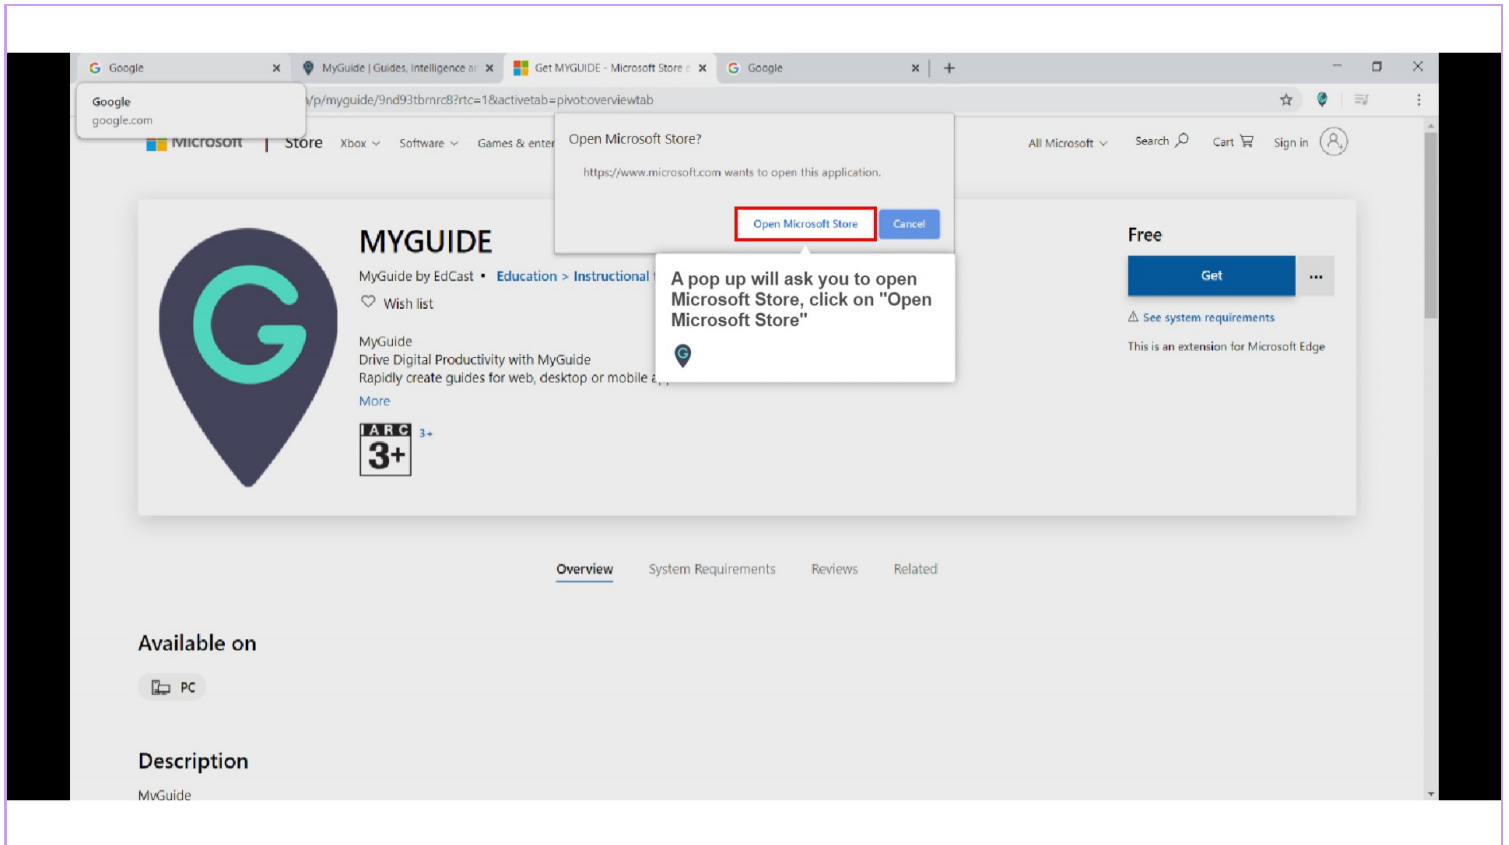 Google
MyGuide | Guides, Intelligence ar
Get MYGUIDE - Microsoft Store
Google
Google
google.com
/p/myguide/9nd93tbrnrc8?rtc=1&activetab=pivot:overviewtab
Microsoft
Store
Xbox
Software
Games & enter
All Microsoft
Search
Cart
Sign in
Open Microsoft Store?
https://www.microsoft.com wants to open this application.
Open Microsoft Store
Cancel
A pop up will ask you to open
Microsoft Store, click on "Open
Microsoft Store"
MYGUIDE
MyGuide by EdCast • Education > Instructional
Wish list
MyGuide
Drive Digital Productivity with MyGuide
Rapidly create guides for web, desktop or mobile
More
IARC
3+
3+
Free
Get
See system requirements
This is an extension for Microsoft Edge
Overview
System Requirements
Reviews
Related
Available on
PC
Description
MyGuide